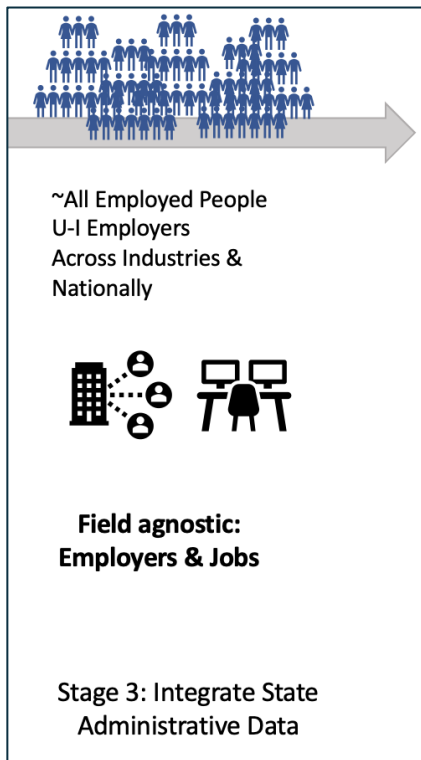 ~All Employed People
U-I Employers
Across Industries &
Nationally
Field agnostic:
Employers & Jobs
Stage 3: Integrate State
Administrative Data